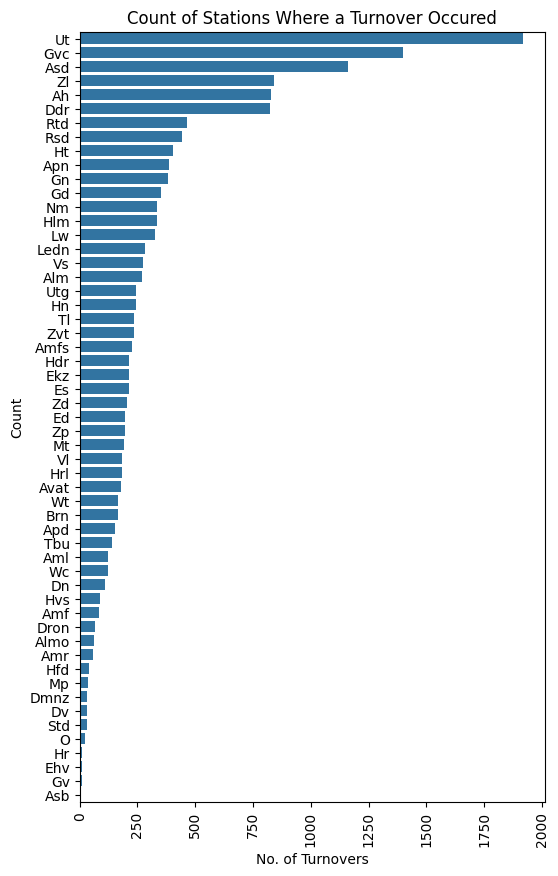 Count of Stations Where a Turnover Occured
Ut
Gvc
Asd
Zl
Ah
Ddr
Rtd
Rsd
Ht
Apn
Gn
Gd
Nm
Hlm
Lw
Ledn
Vs
Alm
Utg
Hn
Tl
Zvt
Amfs
Hdr
Ekz
Es
Zd
Ed
Zp
Mt
Vl
Hrl
Avat
Wt
Brn
Apd
Tbu
Aml
Wc
Dn
Hvs
Amf
Dron
Almo
Amr
Hfd
Mp
Dmnz
Dv
Std
O
Hr
Ehv
Gv
Asb
Count
0
250
500
750
1000
1250
1500
1750
2000
No. of Turnovers